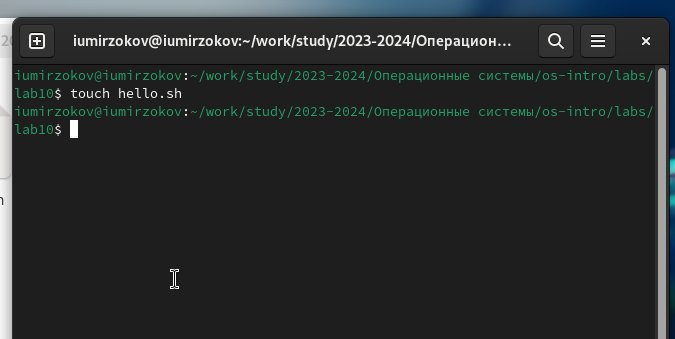 iumirzokov@iumirzokov:~/work/study/2023-2024/Операцион...
iumirzokov@iumirzokov:~/work/study/2023-2024/Операционные системы/os-intro/labs/
lab10$ touch hello.sh
iumirzokov@iumirzokov:~/work/study/2023-2024/Операционные системы/os-intro/labs/
lab10$